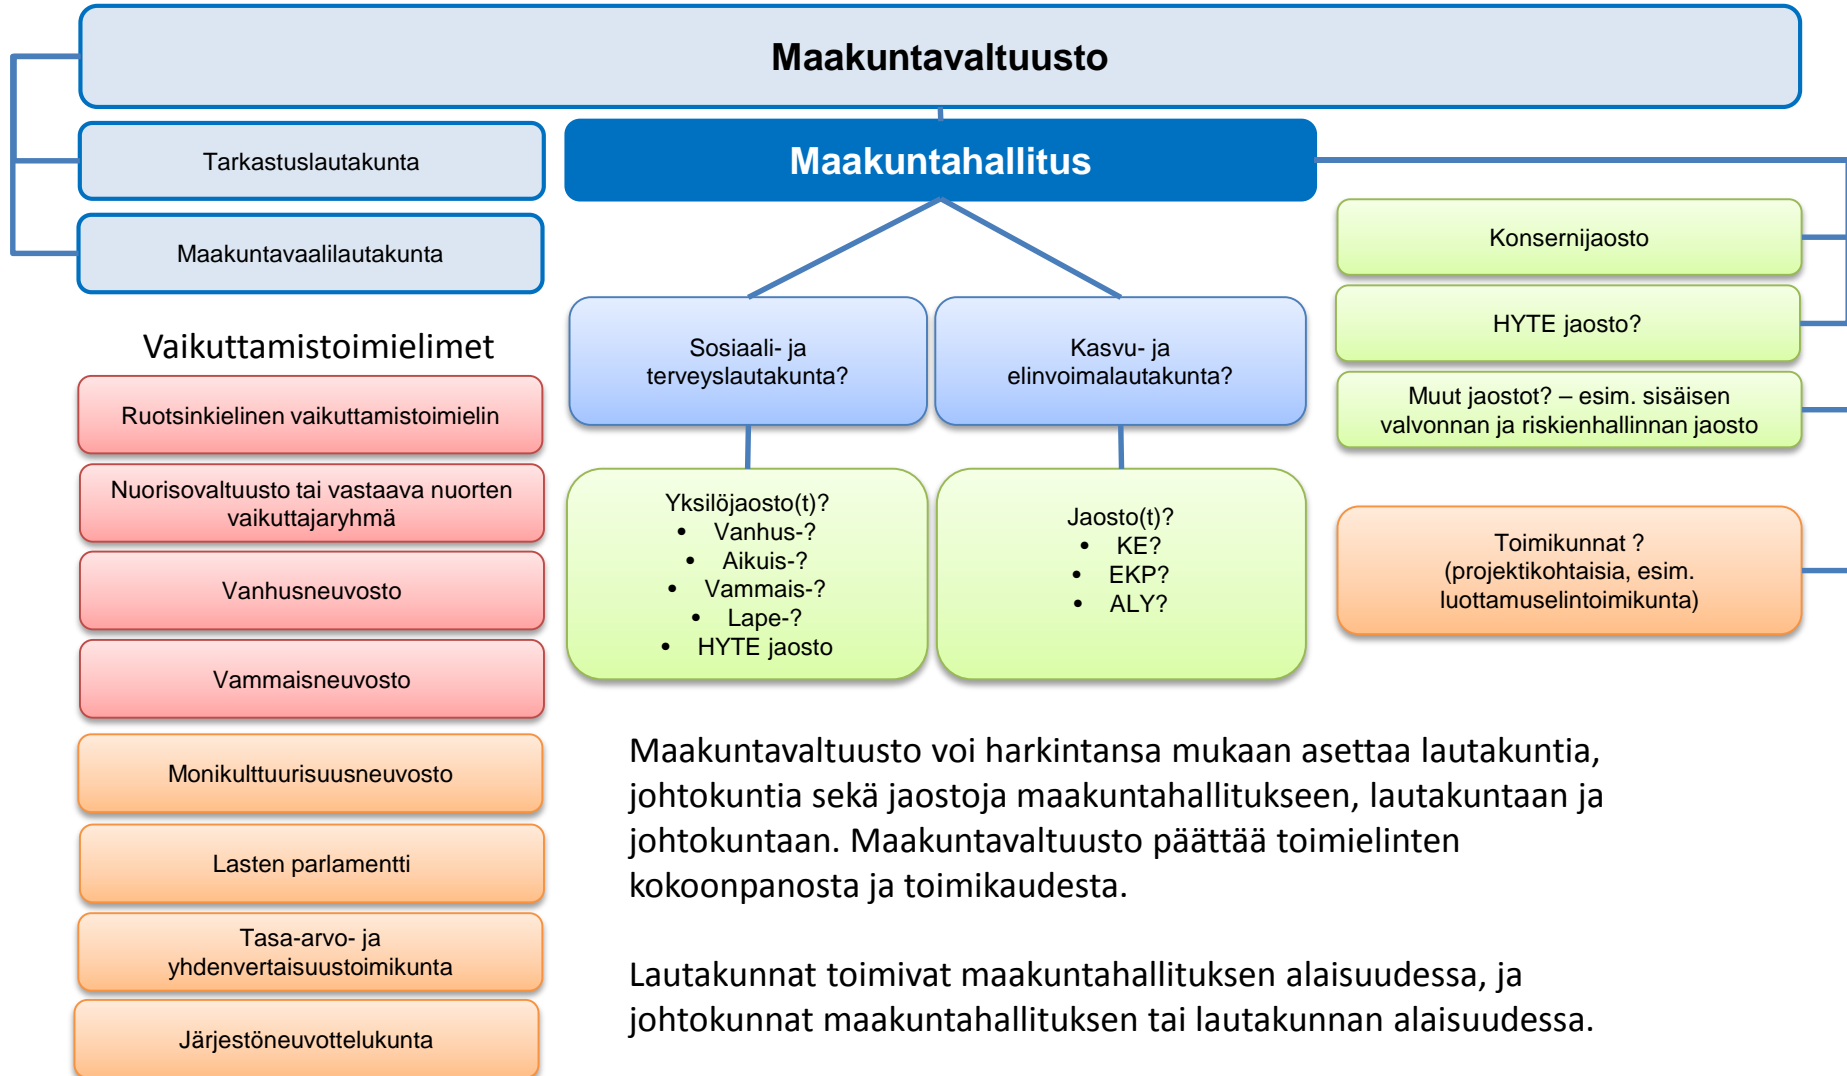 Maakuntavaltuusto
Tarkastuslautakunta
Maakuntavaalilautakunta
Maakuntahallitus
Konsernijaosto
HYTE jaosto?
Muut jaostot? – esim. sisäisen
valvonnan ja riskienhallinnan jaosto
Toimikunnat ?
(projektikohtaisia, esim.
luottamuselintoimikunta)
Sosiaali- ja
terveyslautakunta?
Kasvu- ja
elinvoimalautakunta?
Yksilöjaosto(t)?
• Vanhus-?
• Aikuis-?
• Vammais-?
• Lape-?
• HYTE jaosto
Jaosto(t)?
• KE?
• EKP?
• ALY?
Vaikuttamistoimielimet
Ruotsinkielinen vaikuttamistoimielin
Nuorisovaltuusto tai vastaava nuorten
vaikuttajaryhmä
Vanhusneuvosto
Vammaisneuvosto
Monikulttuurisuusneuvosto
Lasten parlamentti
Tasa-arvo- ja
yhdenvertaisuustoimikunta
Järjestöneuvottelukunta
Maakuntavaltuusto voi harkintansa mukaan asettaa lautakuntia,
johtokuntia sekä jaostoja maakuntahallitukseen, lautakuntaan ja
johtokuntaan. Maakuntavaltuusto päättää toimielinten
kokoonpanosta ja toimikaudesta.
Lautakunnat toimivat maakuntahallituksen alaisuudessa, ja
johtokunnat maakuntahallituksen tai lautakunnan alaisuudessa.